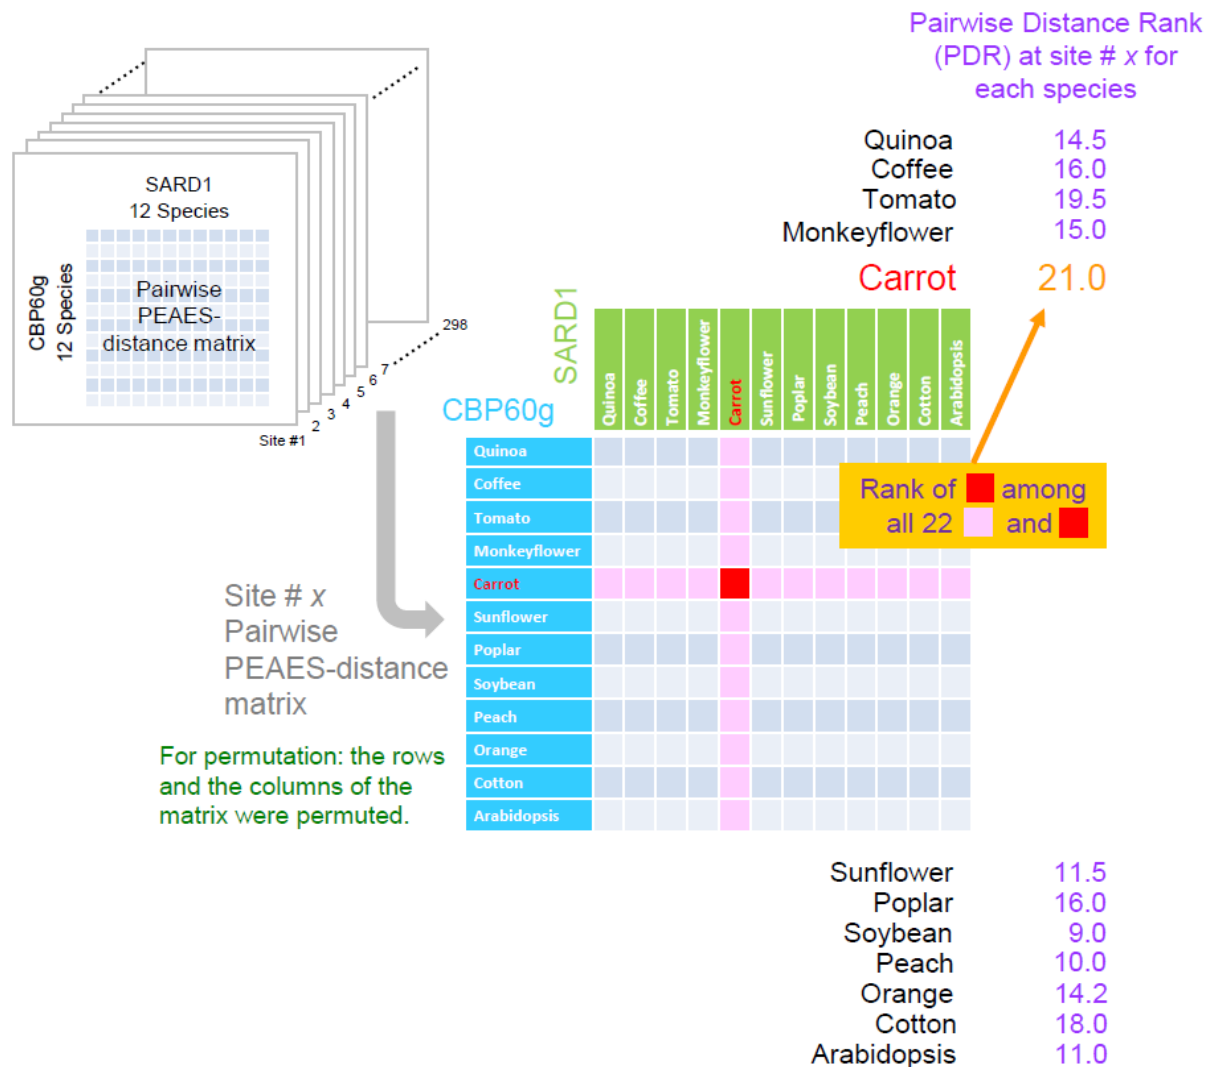 Pairwise Distance Rank
(PDR) at site # x for
each species
Quinoa 14.5
Coffee 16.0
Tomato 19.5
Monkeyflower 15.0
Carrot 21.0
SARD1
12 Species
CBP60g
12 Species
Pairwise
PEAES-
distance matrix
Site #1
2
3
4
5
6
7
298
SARD1
Quinoa
Coffee
Tomato
Monkeyflower
Carrot
Sunflower
Poplar
Soybean
Peach
Orange
Cotton
Arabidopsis
CBP60g
Quinoa
Coffee
Tomato
Monkeyflower
Carrot
Sunflower
Poplar
Soybean
Peach
Orange
Cotton
Arabidopsis
Rank of among
all 22 and
Site # x
Pairwise
PEAES-distance
matrix
For permutation: the rows
and the columns of the
matrix were permuted.
Sunflower 11.5
Poplar 16.0
Soybean 9.0
Peach 10.0
Orange 14.2
Cotton 18.0
Arabidopsis 11.0